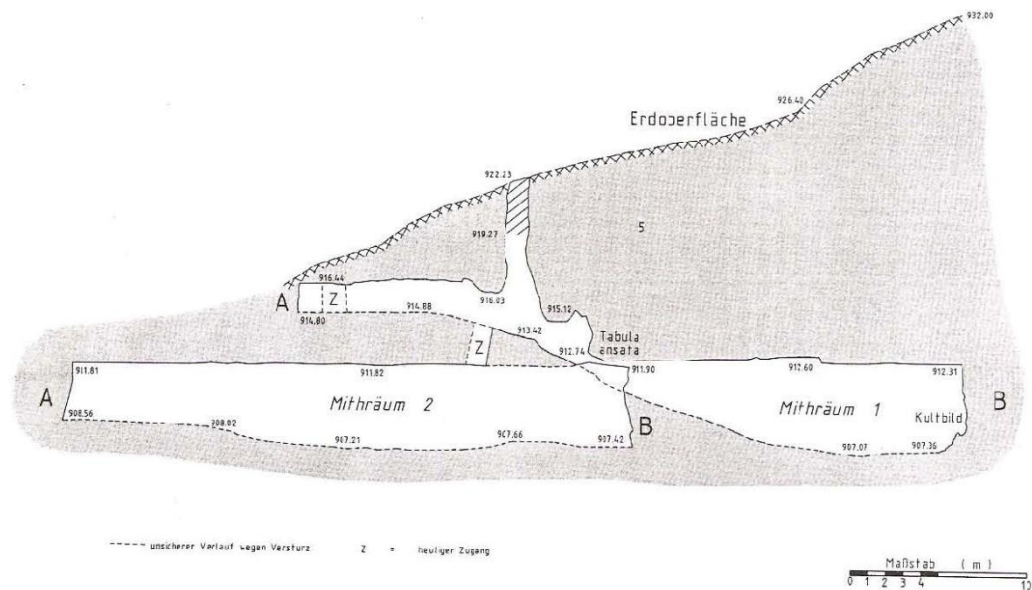 932.00
926.40
Erdoberfläche
922.23
919.27
5
916.44
A
Z
916.03
915.12
914.80
914.88
913.42
Tabula
ansata
Z
912.74
911.81
911.82
911.90
912.60
912.31
A
Mithräum 2
B
Mithräum 1
Kultbild
B
908.56
908.02
907.21
907.66
907.42
907.07
907.36
unsicherer Verlauf wegen Versturz
Z = heutiger Zugang
Maßstab (m)
0 1 2 3 4 10